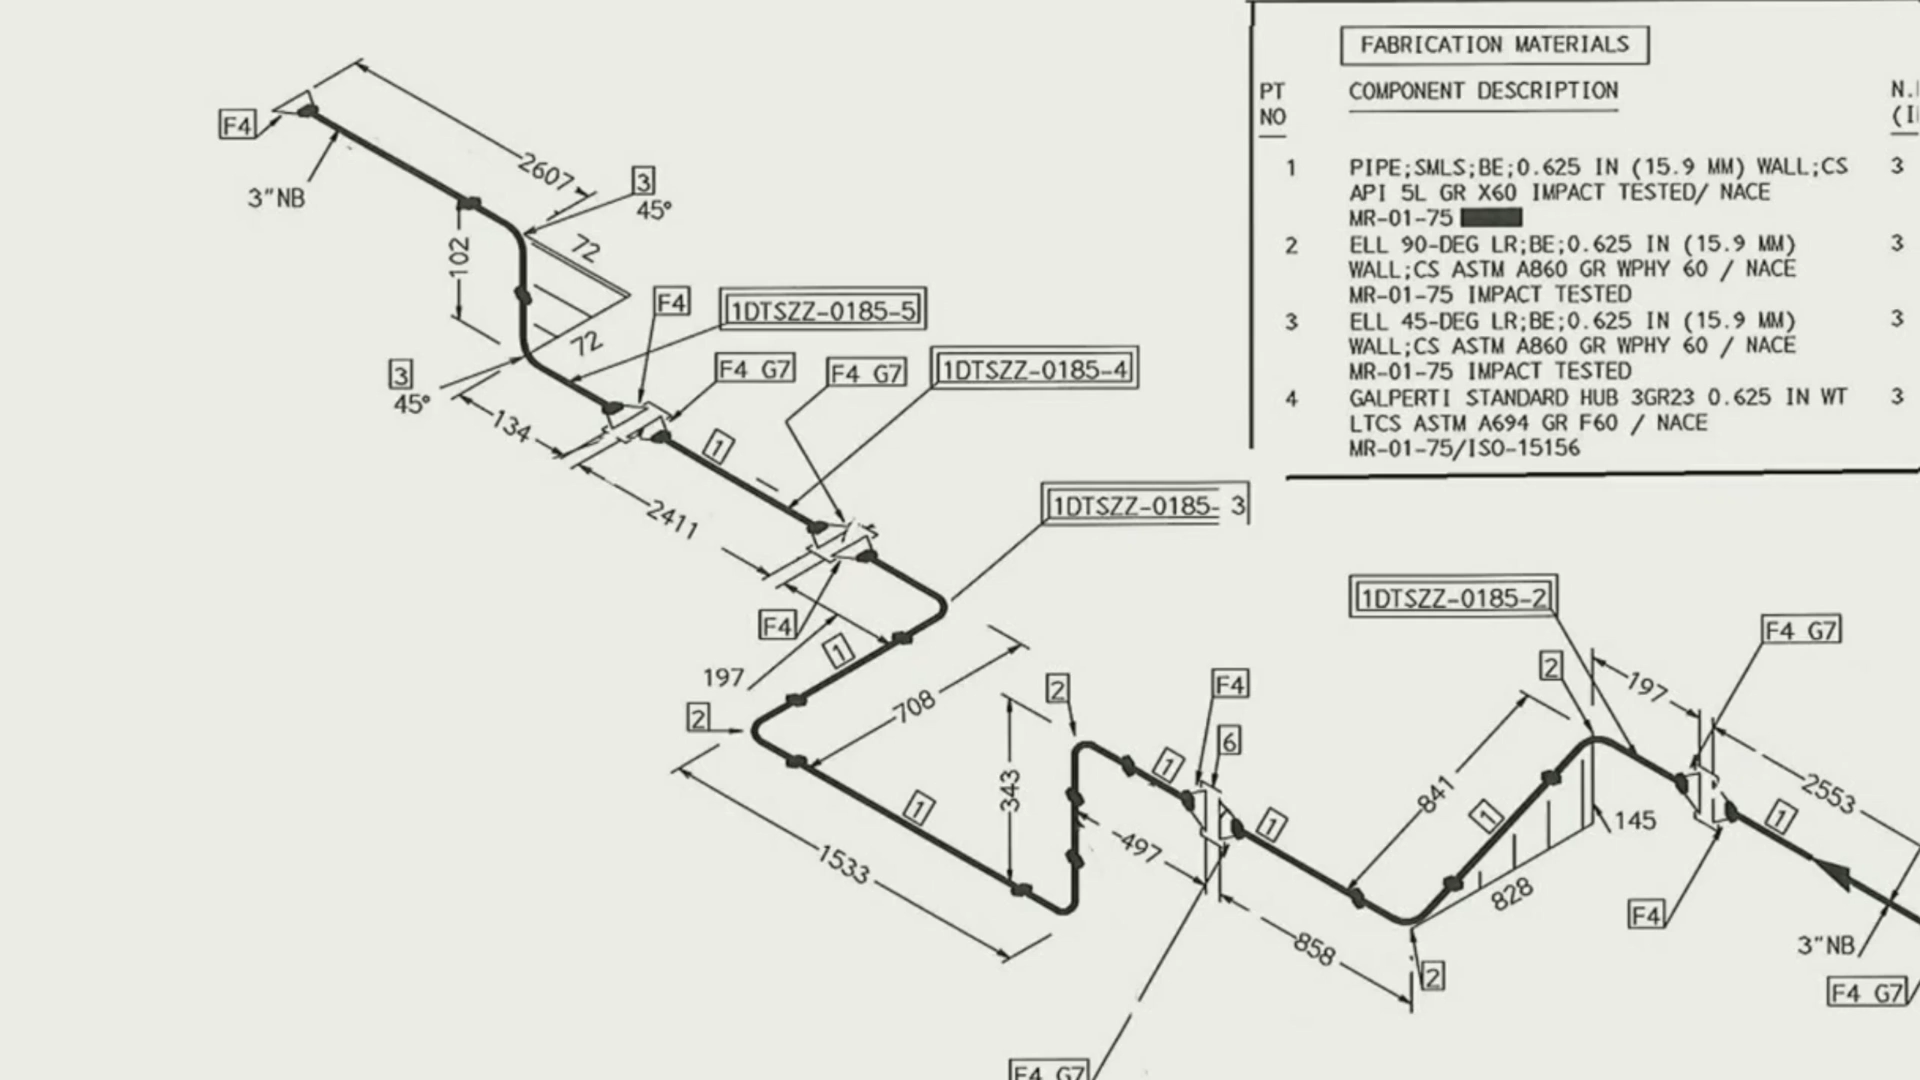 FABRICATION MATERIALS
PT
NO
COMPONENT DESCRIPTION
1
PIPE;SMLS;BE;0.625 IN (15.9 MM) WALL;CS
3
API 5L GR X60 IMPACT TESTED/ NACE
MR-01-75
2
ELL 90-DEG LR;BE;0.625 IN (15.9 MM)
3
WALL;CS ASTM A860 GR WPHY 60 / NACE
MR-01-75 IMPACT TESTED
3
ELL 45-DEG LR;BE;0.625 IN (15.9 MM)
3
WALL;CS ASTM A860 GR WPHY 60 / NACE
MR-01-75 IMPACT TESTED
4
GALPERTI STANDARD HUB 3GR23 0.625 IN WT
3
LTCS ASTM A694 GR F60 / NACE
MR-01-75/ISO-15156
F4
3"NB
2607
3
45°
102
72
72
F4
1DTSZZ-0185-5
3
45°
F4 G7
F4 G7
1DTSZZ-0185-4
134
1
2411
1DTSZZ-0185- 3
F4
1
197
708
2
2
F4
6
1
343
1
1533
497
1
858
2
841
1
828
145
1DTSZZ-0185-2
2
197
F4 G7
2553
1
F4
3"NB
F4 G7
F4 G7